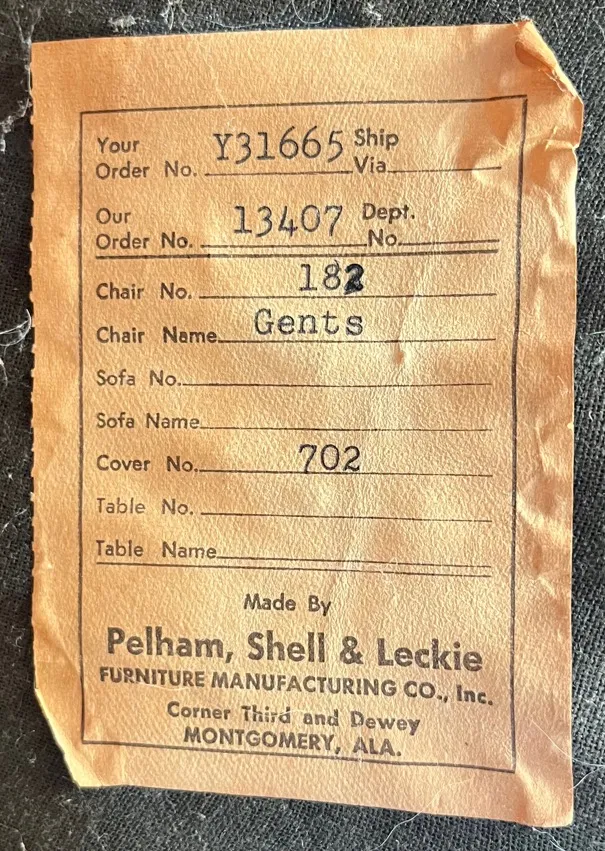 Your Order No. Y31665 Ship Via
Our Order No. 13407 Dept. No.
Chair No. 182
Chair Name Gents
Sofa No.
Sofa Name
Cover No. 702
Table No.
Table Name
Made By
Pelham, Shell & Leckie
FURNITURE MANUFACTURING CO., Inc.
Corner Third and Dewey
MONTGOMERY, ALA.